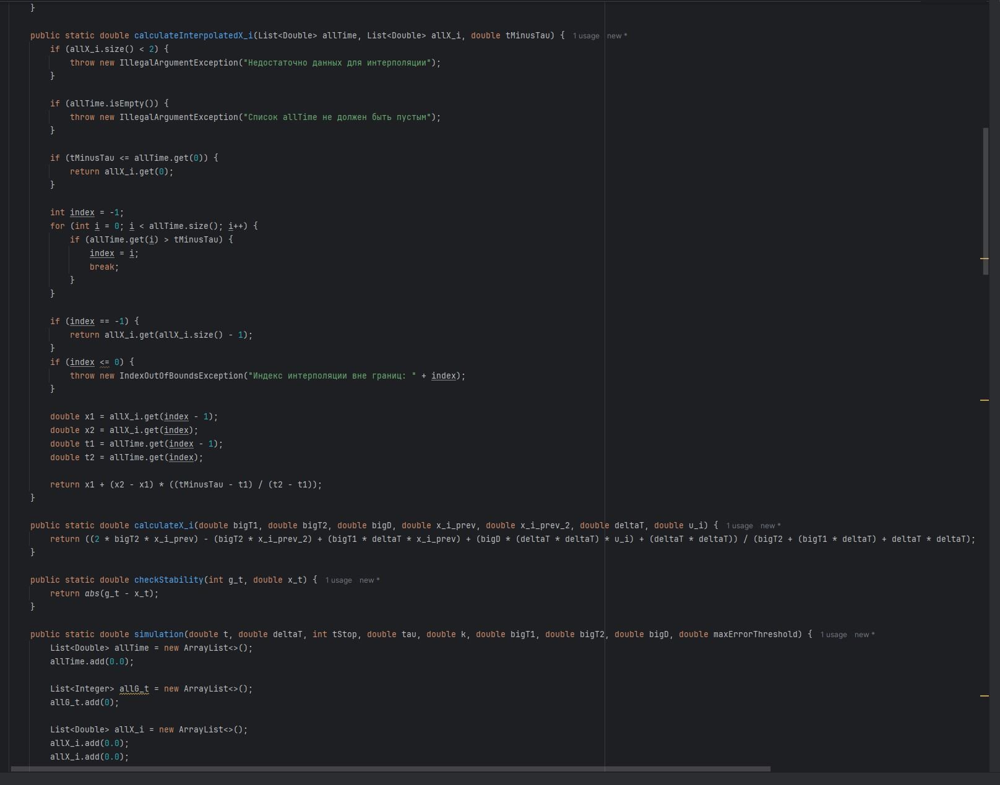 }
public static double calculateInterpolatedX_i(List<Double> allTime, List<Double> allX_i, double tMinusTau) { 1 usage new *
if (allX_i.size() < 2) {
throw new IllegalArgumentException("Недостаточно данных для интерполяции");
}
if (allTime.isEmpty()) {
throw new IllegalArgumentException("Список allTime не должен быть пустым");
}
if (tMinusTau <= allTime.get(0)) {
return allX_i.get(0);
}
int index = -1;
for (int i = 0; i < allTime.size(); i++) {
if (allTime.get(i) > tMinusTau) {
index = i;
break;
}
}
if (index == -1) {
return allX_i.get(allX_i.size() - 1);
}
if (index <= 0) {
throw new IndexOutOfBoundsException("Индекс интерполяции вне границ: " + index);
}
double x1 = allX_i.get(index - 1);
double x2 = allX_i.get(index);
double t1 = allTime.get(index - 1);
double t2 = allTime.get(index);
return x1 + (x2 - x1) * ((tMinusTau - t1) / (t2 - t1));
}
public static double calculateX_i(double bigT1, double bigT2, double bigD, double x_i_prev, double x_i_prev_2, double deltaT, double u_i) { 1 usage new *
return ((2 * bigT2 * x_i_prev) - (bigT2 * x_i_prev_2) + (bigT1 * deltaT * x_i_prev) + (bigD * (deltaT * deltaT) * u_i) + (deltaT * deltaT)) / (bigT2 + (bigT1 * deltaT) + deltaT * deltaT);
}
public static double checkStability(int g_t, double x_t) { 1 usage new *
return abs(g_t - x_t);
}
public static double simulation(double t, double deltaT, int tStop, double tau, double k, double bigT1, double bigT2, double bigD, double maxErrorThreshold) { 1 usage new *
List<Double> allTime = new ArrayList<>();
allTime.add(0.0);
List<Integer> allG_t = new ArrayList<>();
allG_t.add(0);
List<Double> allX_i = new ArrayList<>();
allX_i.add(0.0);
allX_i.add(0.0);